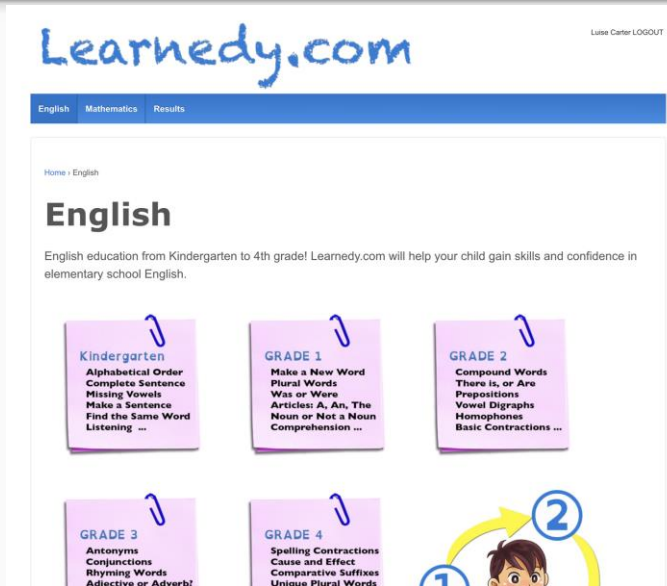 Learnedy.com
Luise Carter LOGOUT
English Mathematics Results
Home › English
English
English education from Kindergarten to 4th grade! Learnedy.com will help your child gain skills and confidence in
elementary school English.
Kindergarten
Alphabetical Order
Complete Sentence
Missing Vowels
Make a Sentence
Find the Same Word
Listening ...
GRADE 1
Make a New Word
Plural Words
Was or Were
Articles: A, An, The
Noun or Not a Noun
Comprehension ...
GRADE 2
Compound Words
There is, or Are
Prepositions
Vowel Digraphs
Homophones
Basic Contractions ...
GRADE 3
Antonyms
Conjunctions
Rhyming Words
Adjective or Adverb?
GRADE 4
Spelling Contractions
Cause and Effect
Comparative Suffixes
Unique Plural Words
1
2